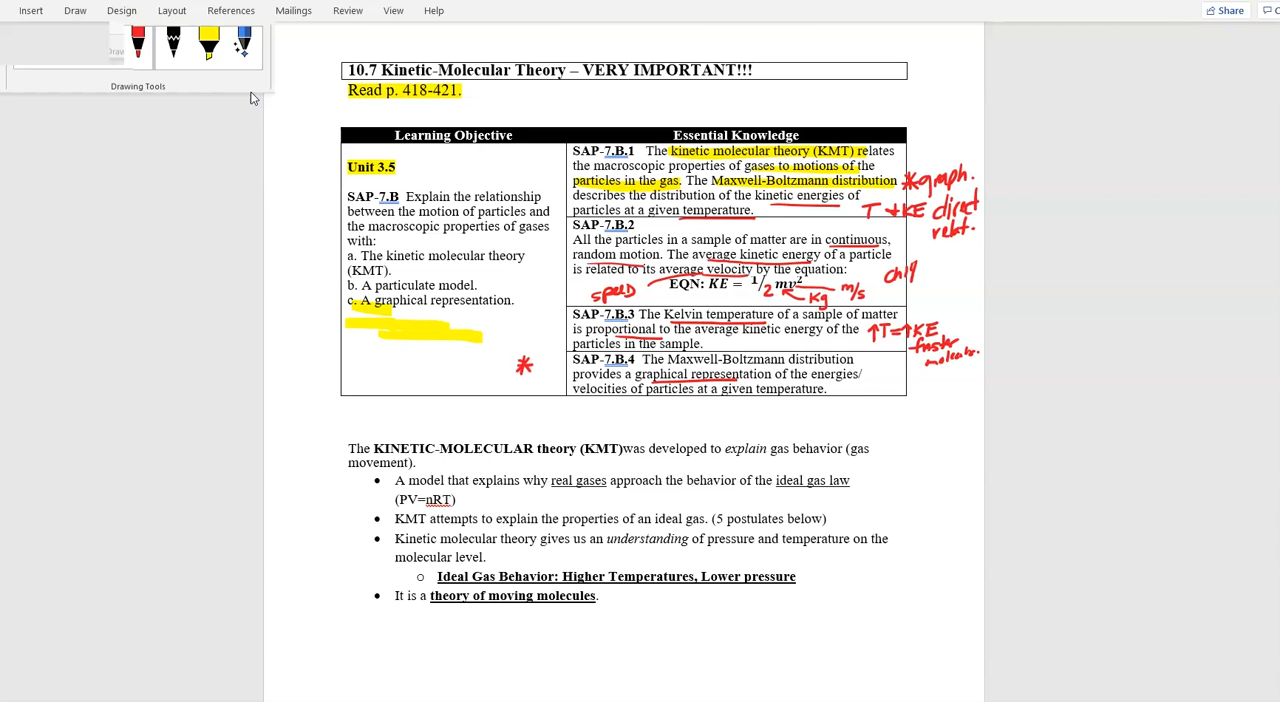 Insert Draw Design Layout References Mailings Review View Help Share
Drawing Tools
10.7 Kinetic-Molecular Theory – VERY IMPORTANT!!!
Read p. 418-421.
Learning Objective
Unit 3.5
SAP-7.B Explain the relationship
between the motion of particles and
the macroscopic properties of gases
with:
a. The kinetic molecular theory
(KMT).
b. A particulate model.
c. A graphical representation.
*
Essential Knowledge
SAP-7.B.1 The kinetic molecular theory (KMT) relates
the macroscopic properties of gases to motions of the
particles in the gas. The Maxwell-Boltzmann distribution
describes the distribution of the kinetic energies of
particles at a given temperature.
*graph.
T + KE direct
relat.
SAP-7.B.2
All the particles in a sample of matter are in continuous,
random motion. The average kinetic energy of a particle
is related to its average velocity by the equation:
EQN: KE = 1/2 mv²
speed
Kg
m/s
ch19
SAP-7.B.3 The Kelvin temperature of a sample of matter
is proportional to the average kinetic energy of the
particles in the sample.
↑T=↑KE
faster
molecules.
SAP-7.B.4 The Maxwell-Boltzmann distribution
provides a graphical representation of the energies/
velocities of particles at a given temperature.
The KINETIC-MOLECULAR theory (KMT)was developed to explain gas behavior (gas
movement).
• A model that explains why real gases approach the behavior of the ideal gas law
(PV=nRT)
• KMT attempts to explain the properties of an ideal gas. (5 postulates below)
• Kinetic molecular theory gives us an understanding of pressure and temperature on the
molecular level.
o Ideal Gas Behavior: Higher Temperatures, Lower pressure
• It is a theory of moving molecules.